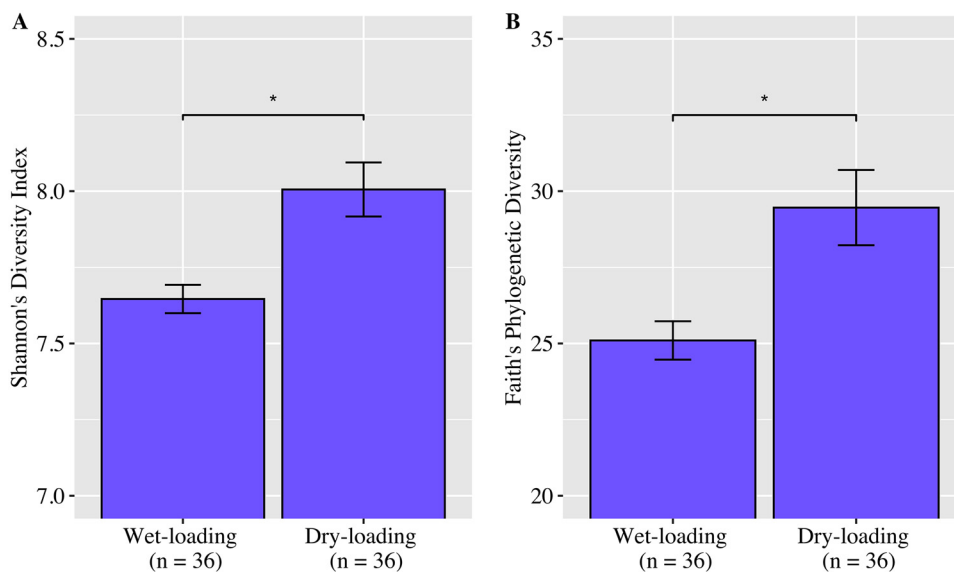 A
Shannon's Diversity Index
8.5
8.0
7.5
7.0
*
Wet-loading
(n = 36)
Dry-loading
(n = 36)
B
Faith's Phylogenetic Diversity
35
30
25
20
*
Wet-loading
(n = 36)
Dry-loading
(n = 36)